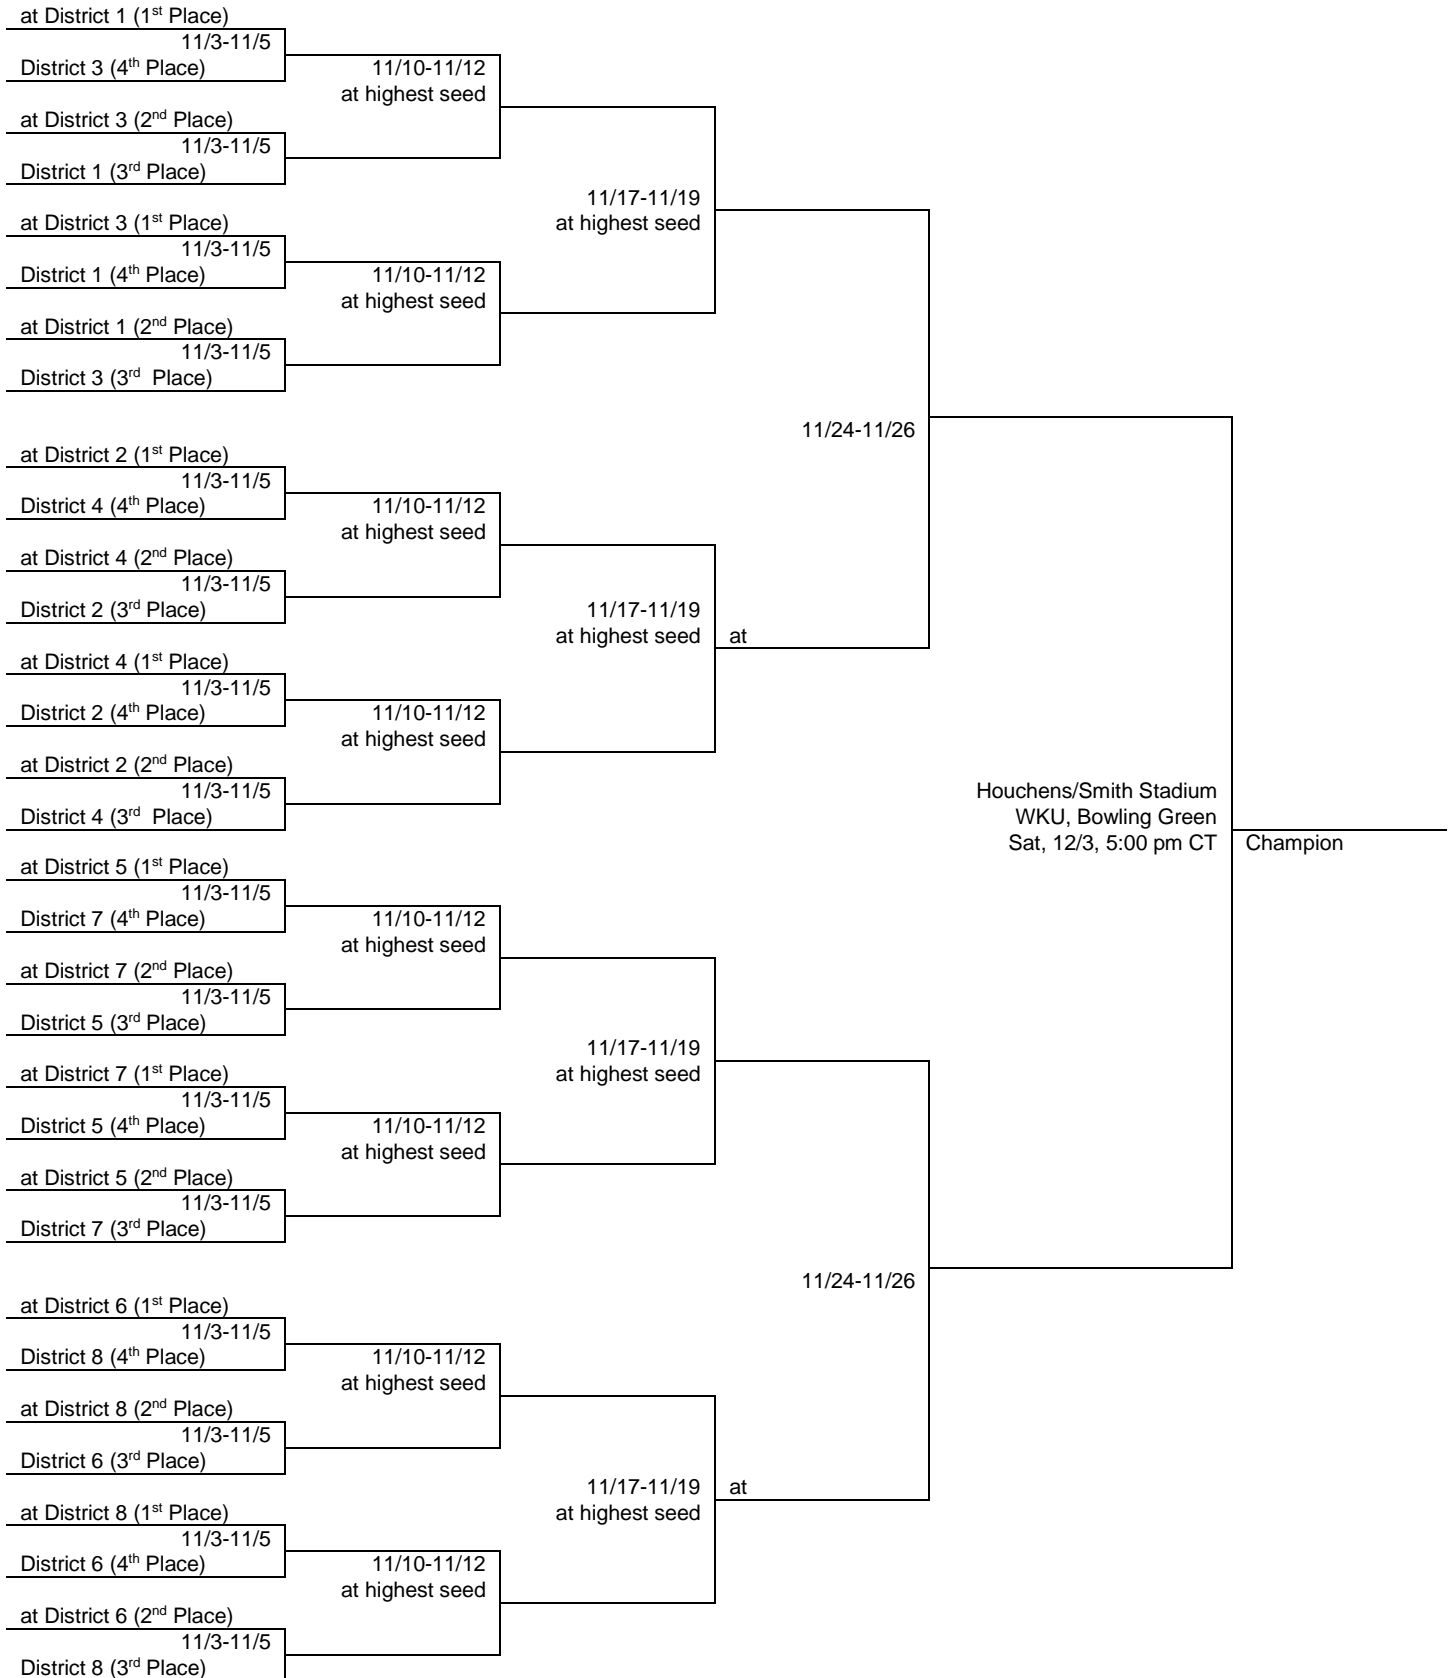 at District 1 (1st Place)
11/3-11/5
District 3 (4th Place)
11/10-11/12
at highest seed
at District 3 (2nd Place)
11/3-11/5
District 1 (3rd Place)
11/17-11/19
at highest seed
at District 3 (1st Place)
11/3-11/5
District 1 (4th Place)
11/10-11/12
at highest seed
at District 1 (2nd Place)
11/3-11/5
District 3 (3rd Place)
11/24-11/26
at District 2 (1st Place)
11/3-11/5
District 4 (4th Place)
11/10-11/12
at highest seed
at District 4 (2nd Place)
11/3-11/5
District 2 (3rd Place)
11/17-11/19
at highest seed
at
at District 4 (1st Place)
11/3-11/5
District 2 (4th Place)
11/10-11/12
at highest seed
at District 2 (2nd Place)
11/3-11/5
District 4 (3rd Place)
Houchens/Smith Stadium
WKU, Bowling Green
Sat, 12/3, 5:00 pm CT
Champion
at District 5 (1st Place)
11/3-11/5
District 7 (4th Place)
11/10-11/12
at highest seed
at District 7 (2nd Place)
11/3-11/5
District 5 (3rd Place)
11/17-11/19
at highest seed
at District 7 (1st Place)
11/3-11/5
District 5 (4th Place)
11/10-11/12
at highest seed
at District 5 (2nd Place)
11/3-11/5
District 7 (3rd Place)
11/24-11/26
at District 6 (1st Place)
11/3-11/5
District 8 (4th Place)
11/10-11/12
at highest seed
at District 8 (2nd Place)
11/3-11/5
District 6 (3rd Place)
11/17-11/19
at highest seed
at
at District 8 (1st Place)
11/3-11/5
District 6 (4th Place)
11/10-11/12
at highest seed
at District 6 (2nd Place)
11/3-11/5
District 8 (3rd Place)